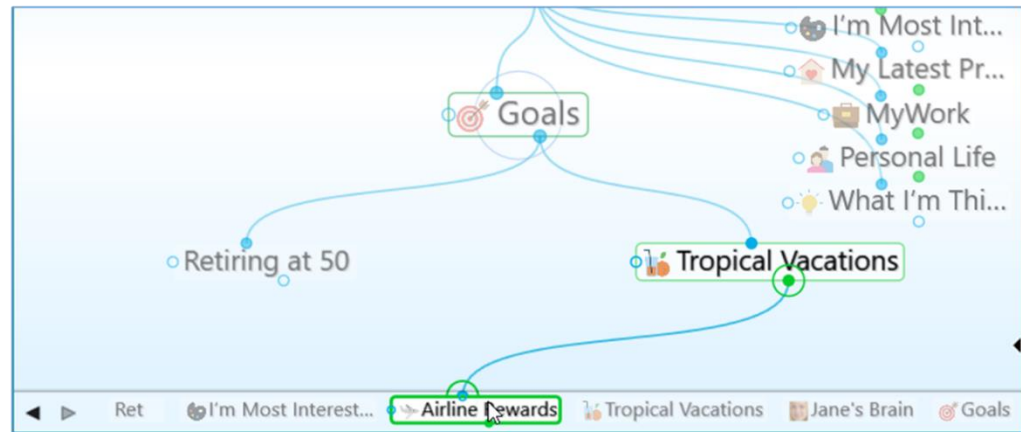 I'm Most Int...
My Latest Pr...
Goals
MyWork
Personal Life
What I'm Thi...
Retiring at 50
Tropical Vacations
Ret I'm Most Interest... Airline Rewards Tropical Vacations Jane's Brain Goals